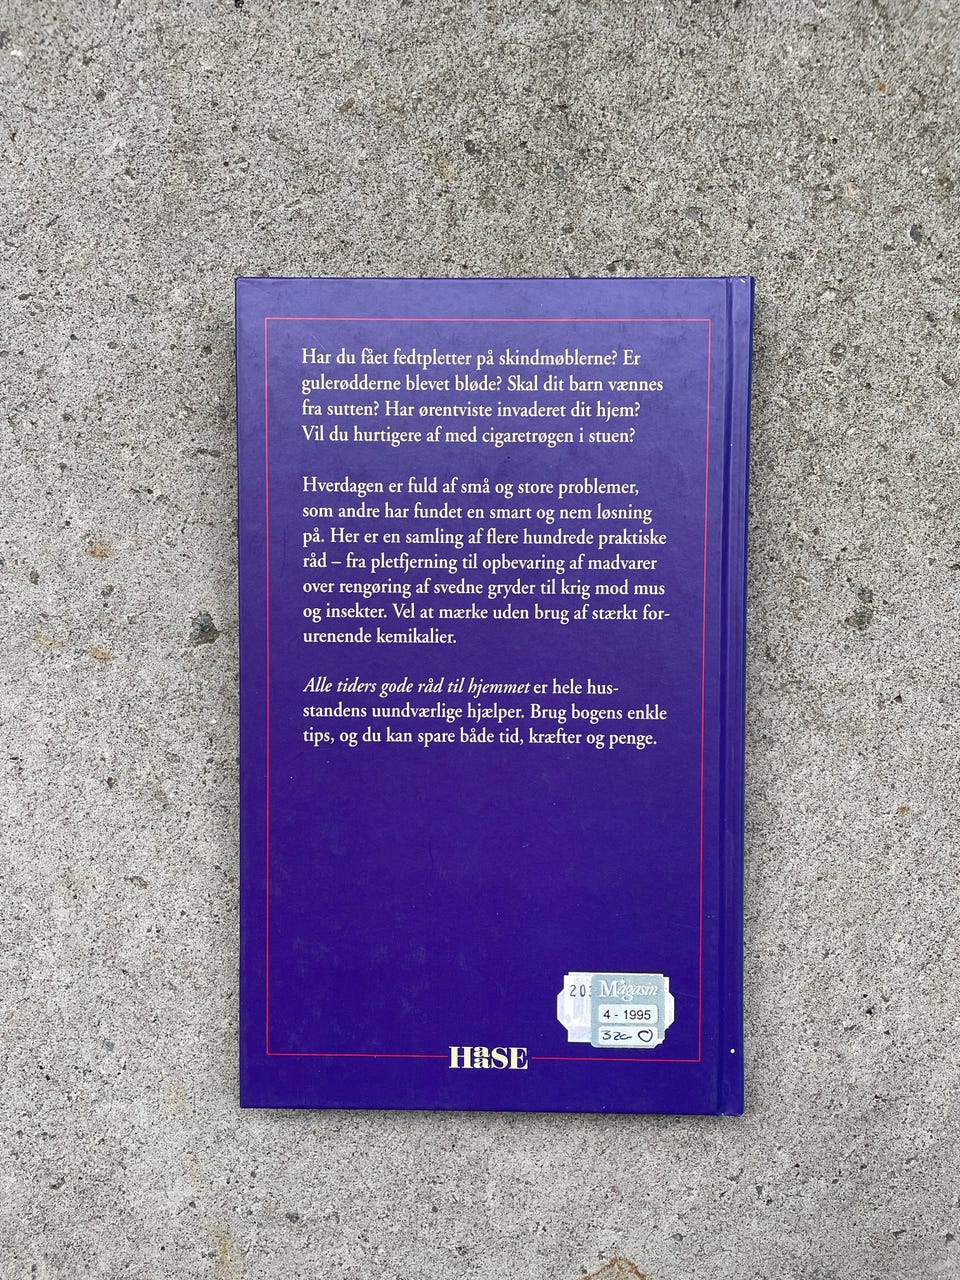 Har du fået fedtpletter på skindmøblerne? Er
gulerødderne blevet bløde? Skal dit barn vænnes
fra sutten? Har ørentviste invaderet dit hjem?
Vil du hurtigere af med cigaretrøgen i stuen?
Hverdagen er fuld af små og store problemer,
som andre har fundet en smart og nem løsning
på. Her er en samling af flere hundrede praktiske
råd – fra pletfjerning til opbevaring af madvarer
over rengøring af svedne gryder til krig mod mus
og insekter. Vel at mærke uden brug af stærkt for-
urenende kemikalier.
Alle tiders gode råd til hjemmet er hele hus-
standens uundværlige hjælper. Brug bogens enkle
tips, og du kan spare både tid, kræfter og penge.
Magasin
4 - 1995
HaaSE